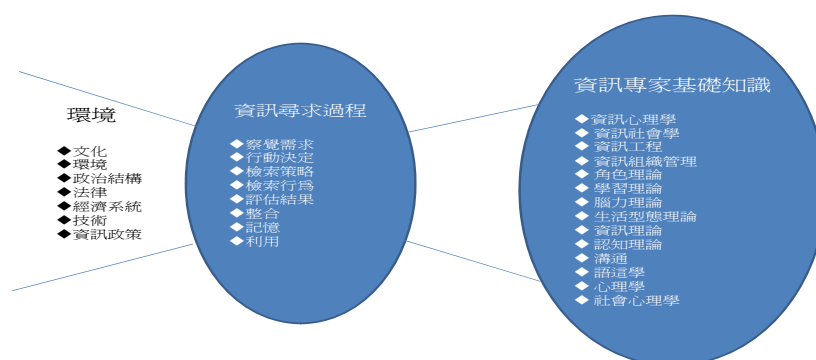 環境
◆文化
◆環境
◆政治結構
◆法律
◆經濟系統
◆技術
◆資訊政策
資訊尋求過程
◆察覺需求
◆行動決定
◆檢索策略
◆檢索行為
◆評估結果
◆整合
◆記憶
◆利用
資訊專家基礎知識
◆資訊心理學
◆資訊社會學
◆資訊工程
◆資訊組織管理
◆角色理論
◆學習理論
◆腦力理論
◆生活型態理論
◆資訊理論
◆認知理論
◆溝通
◆語這學
◆心理學
◆社會心理學